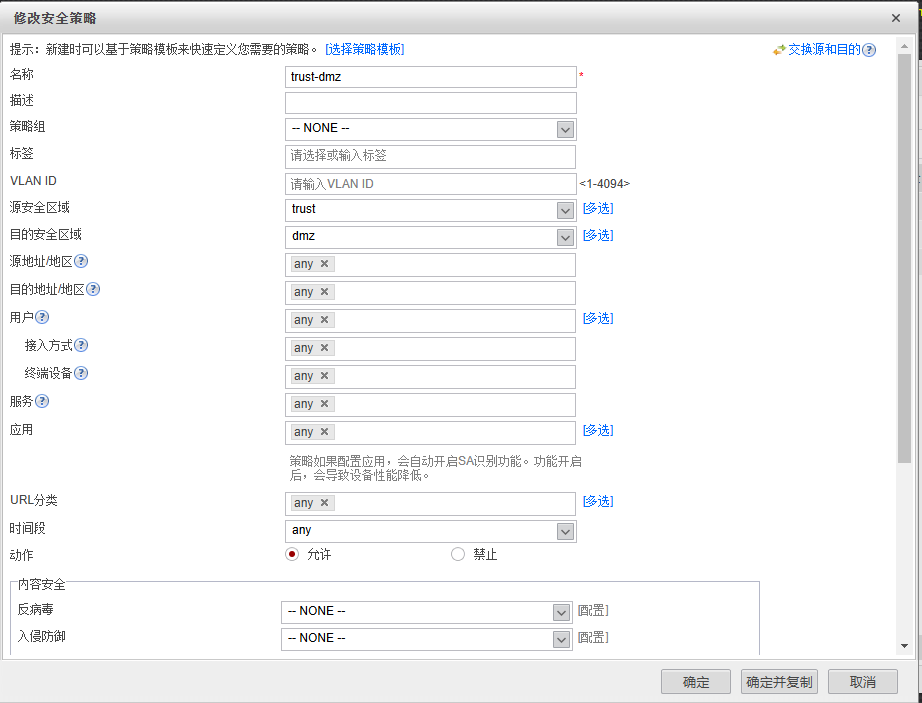 修改安全策略
提示：新建时可以基于策略模板来快速定义您需要的策略。 [选择策略模板] 交换源和目的
名称 trust-dmz *
描述
策略组 -- NONE --
标签 请选择或输入标签
VLAN ID 请输入VLAN ID <1-4094>
源安全区域 trust [多选]
目的安全区域 dmz [多选]
源地址/地区 any
目的地址/地区 any
用户 any [多选]
接入方式 any
终端设备 any
服务 any
应用 any [多选]
策略如果配置应用，会自动开启SA识别功能。功能开启
后，会导致设备性能降低。
URL分类 any [多选]
时间段 any
动作 允许 禁止
内容安全
反病毒 -- NONE -- [配置]
入侵防御 -- NONE -- [配置]
确定 确定并复制 取消